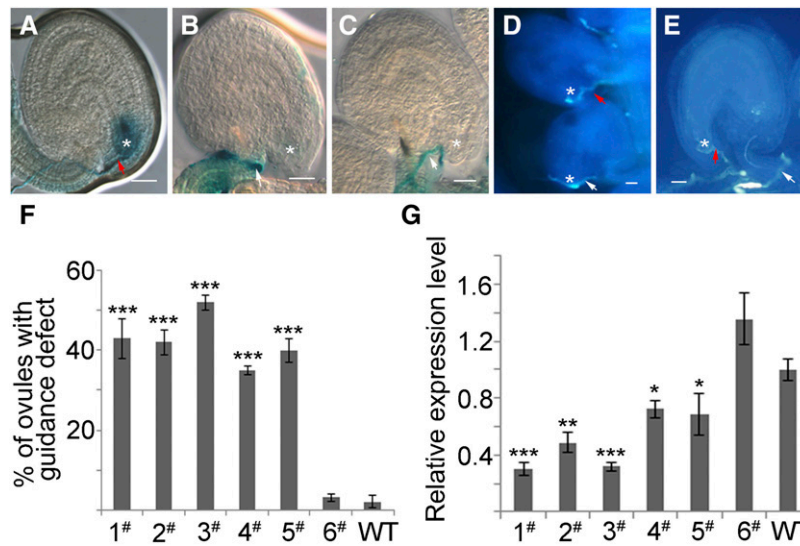 A B C D E
* * * * * *
F G
% of ovules with
guidance defect
60
40
20
*** *** *** *** ***
1# 2# 3# 4# 5# 6# WT
Relative expression level
1.6
1.2
0.8
0.4
*** ** *** * *
1# 2# 3# 4# 5# 6# WT